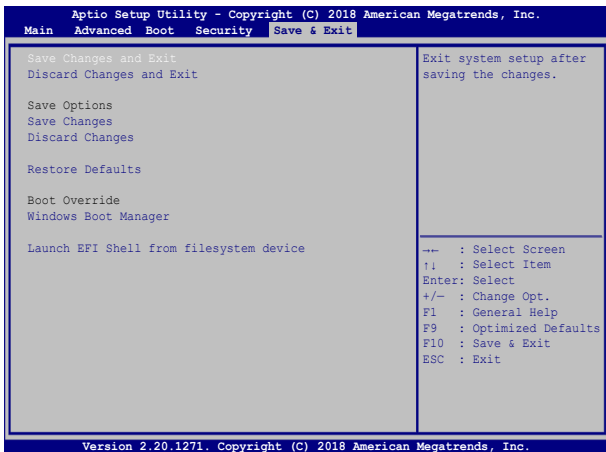 Aptio Setup Utility - Copyright (C) 2018 American Megatrends, Inc.
Main Advanced Boot Security Save & Exit
Save Changes and Exit
Discard Changes and Exit
Save Options
Save Changes
Discard Changes
Restore Defaults
Boot Override
Windows Boot Manager
Launch EFI Shell from filesystem device
Exit system setup after
saving the changes.
→← : Select Screen
↑↓ : Select Item
Enter: Select
+/− : Change Opt.
F1 : General Help
F9 : Optimized Defaults
F10 : Save & Exit
ESC : Exit
Version 2.20.1271. Copyright (C) 2018 American Megatrends, Inc.